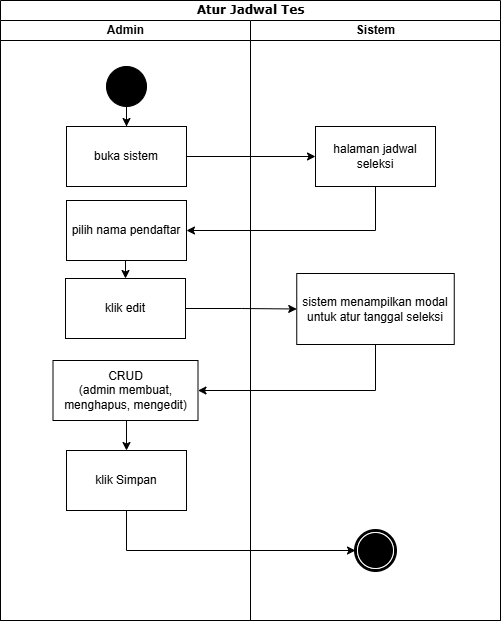 Atur Jadwal Tes
Admin
Sistem
buka sistem
halaman jadwal
seleksi
pilih nama pendaftar
klik edit
sistem menampilkan modal
untuk atur tanggal seleksi
CRUD
(admin membuat,
menghapus, mengedit)
klik Simpan